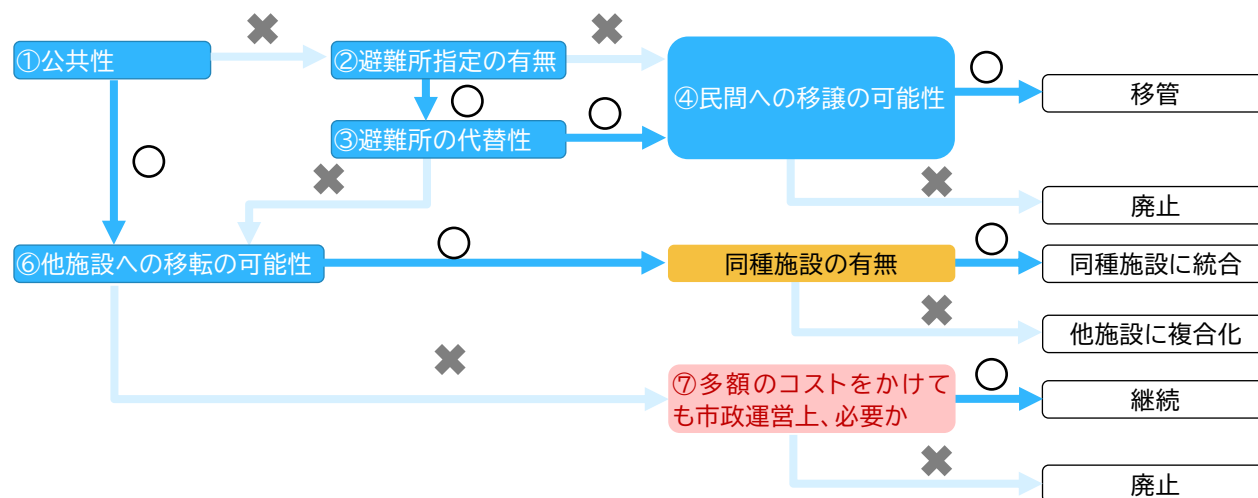 ①公共性
②避難所指定の有無
③避難所の代替性
④民間への移譲の可能性
移管
廃止
⑥他施設への移転の可能性
同種施設の有無
同種施設に統合
他施設に複合化
⑦多額のコストをかけて
も市政運営上、必要か
継続
廃止